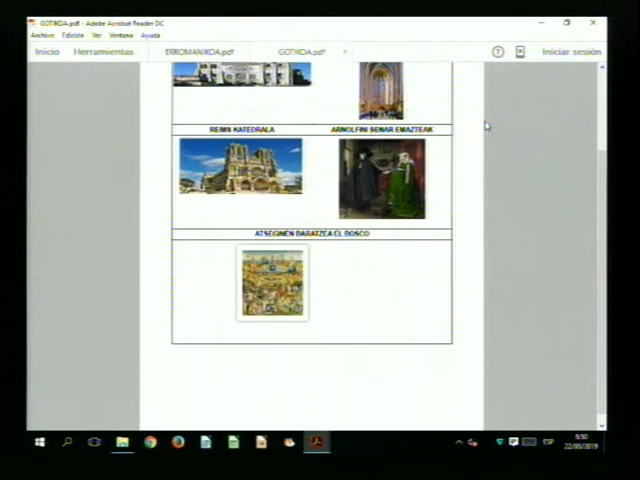 GOTIKOA.pdf - Adobe Acrobat Reader DC
Archivo Edición Ver Ventana Ayuda
Inicio Herramientas ERROMANIKOA.pdf GOTIKOA.pdf × Iniciar sesión
REIMS KATEDRALA ARNOLFINI SENAR EMAZTEAK
ATSEGINEN BARATZEA EL BOSCO
ESP
8:50
22/05/2019